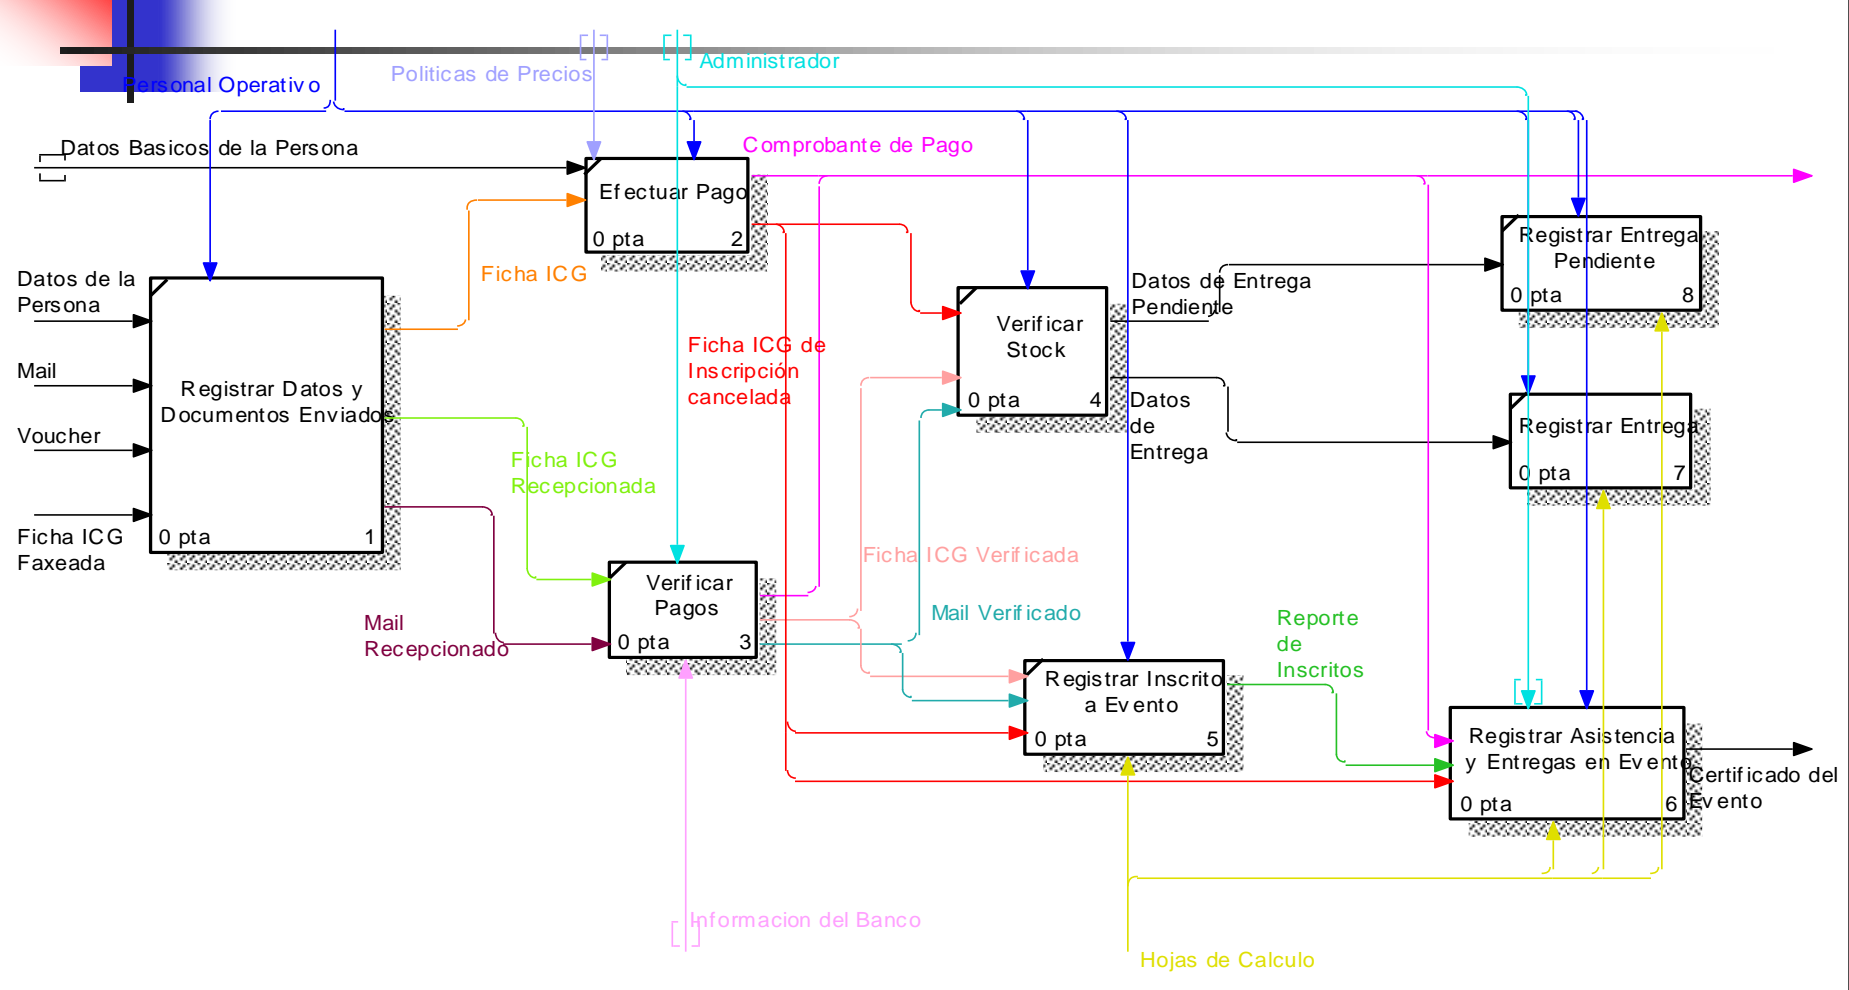 Personal Operativo
Politicas de Precios
Administrador
Datos Basicos de la Persona
Comprobante de Pago
Efectuar Pago
0 pta 2
Ficha ICG
Datos de la
Persona
Mail
Voucher
Ficha ICG
Faxeada
Registrar Datos y
Documentos Enviados
0 pta 1
Ficha ICG
Recepcionada
Mail
Recepcionado
Ficha ICG de
Inscripción
cancelada
Verificar
Pagos
0 pta 3
Verificar
Stock
0 pta 4
Datos de Entrega
Pendiente
Datos
de
Entrega
Registrar Entrega
Pendiente
0 pta 8
Registrar Entrega
0 pta 7
Ficha ICG Verificada
Mail Verificado
Registrar Inscrito
a Evento
0 pta 5
Reporte
de
Inscritos
Registrar Asistencia
y Entregas en Evento
0 pta 6
Certificado del
Evento
Informacion del Banco
Hojas de Calculo